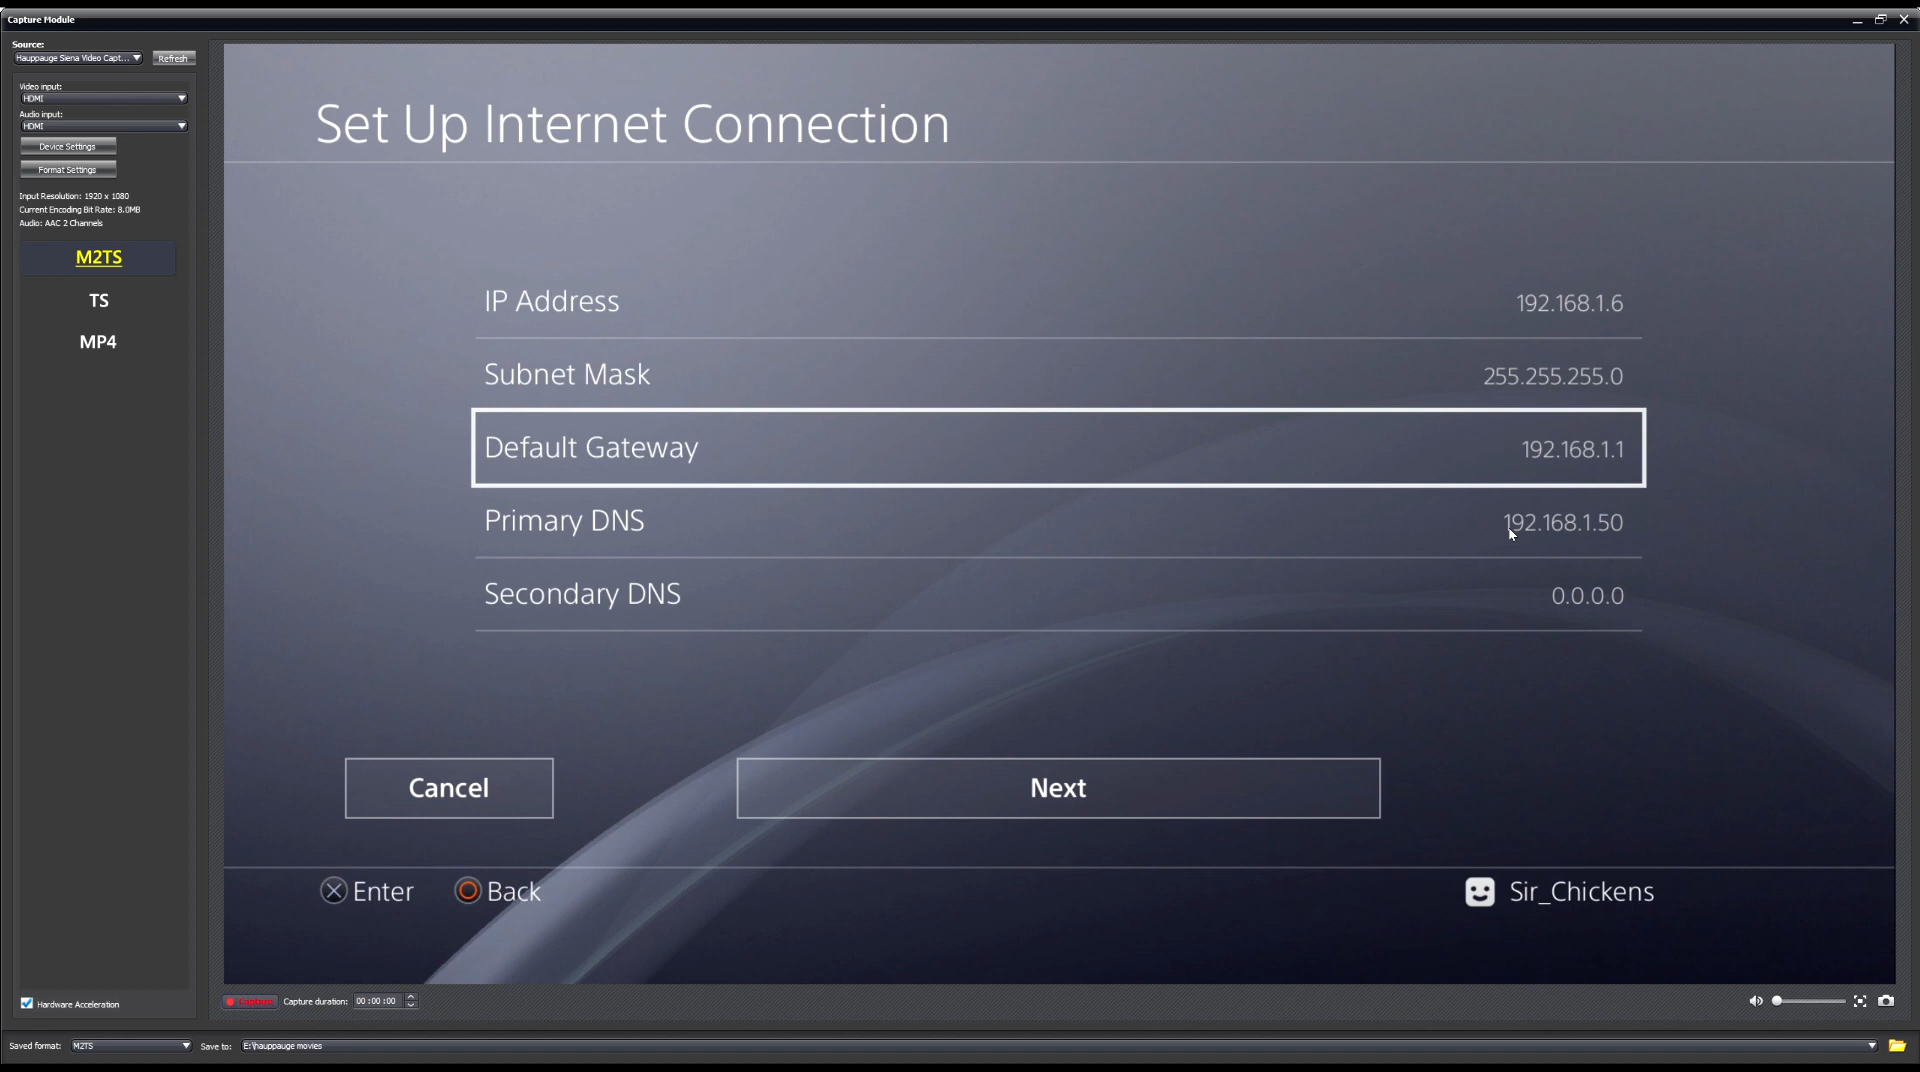 Capture Module
Source:
Hauppauge Siena Video Capt...
Refresh
Video input:
HDMI
Audio input:
HDMI
Device Settings
Format Settings
Input Resolution: 1920 x 1080
Current Encoding Bit Rate: 8.0MB
Audio: AAC 2 Channels
M2TS
TS
MP4
Hardware Acceleration
Set Up Internet Connection
IP Address 192.168.1.6
Subnet Mask 255.255.255.0
Default Gateway 192.168.1.1
Primary DNS 192.168.1.50
Secondary DNS 0.0.0.0
Cancel Next
Enter Back Sir_Chickens
Capture Capture duration: 00:00:00
Saved format: M2TS Save to: E:\hauppauge movies